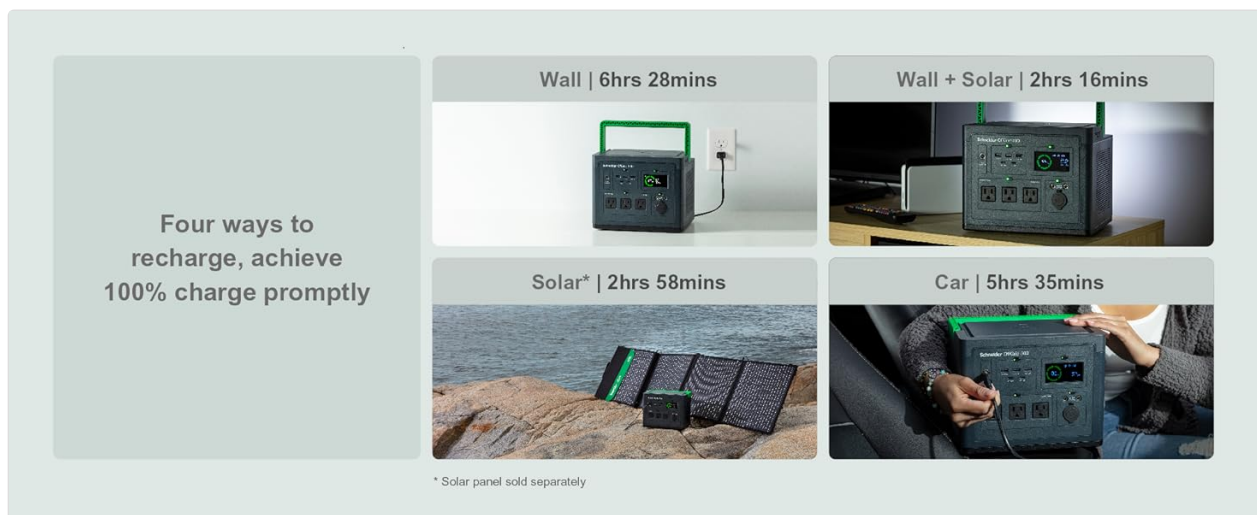 Four ways to
recharge, achieve
100% charge promptly
Wall | 6hrs 28mins
Wall + Solar | 2hrs 16mins
Solar* | 2hrs 58mins
Car | 5hrs 35mins
* Solar panel sold separately